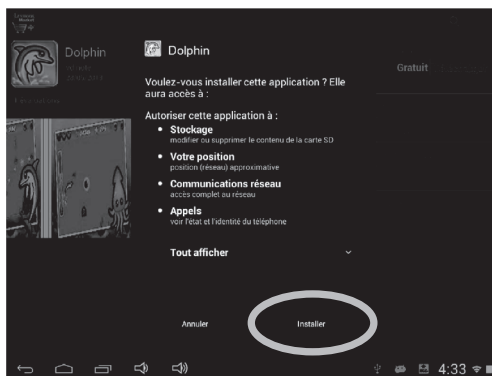 Dolphin
Dolphin
Gratuit
Voulez-vous installer cette application ? Elle
aura accès à :
Autoriser cette application à :
• Stockage
modifier ou supprimer le contenu de la carte SD
• Votre position
position (réseau) approximative
• Communications réseau
accès complet au réseau
• Appels
voir l'état et l'identité du téléphone
Tout afficher
Annuler
Installer
4:33